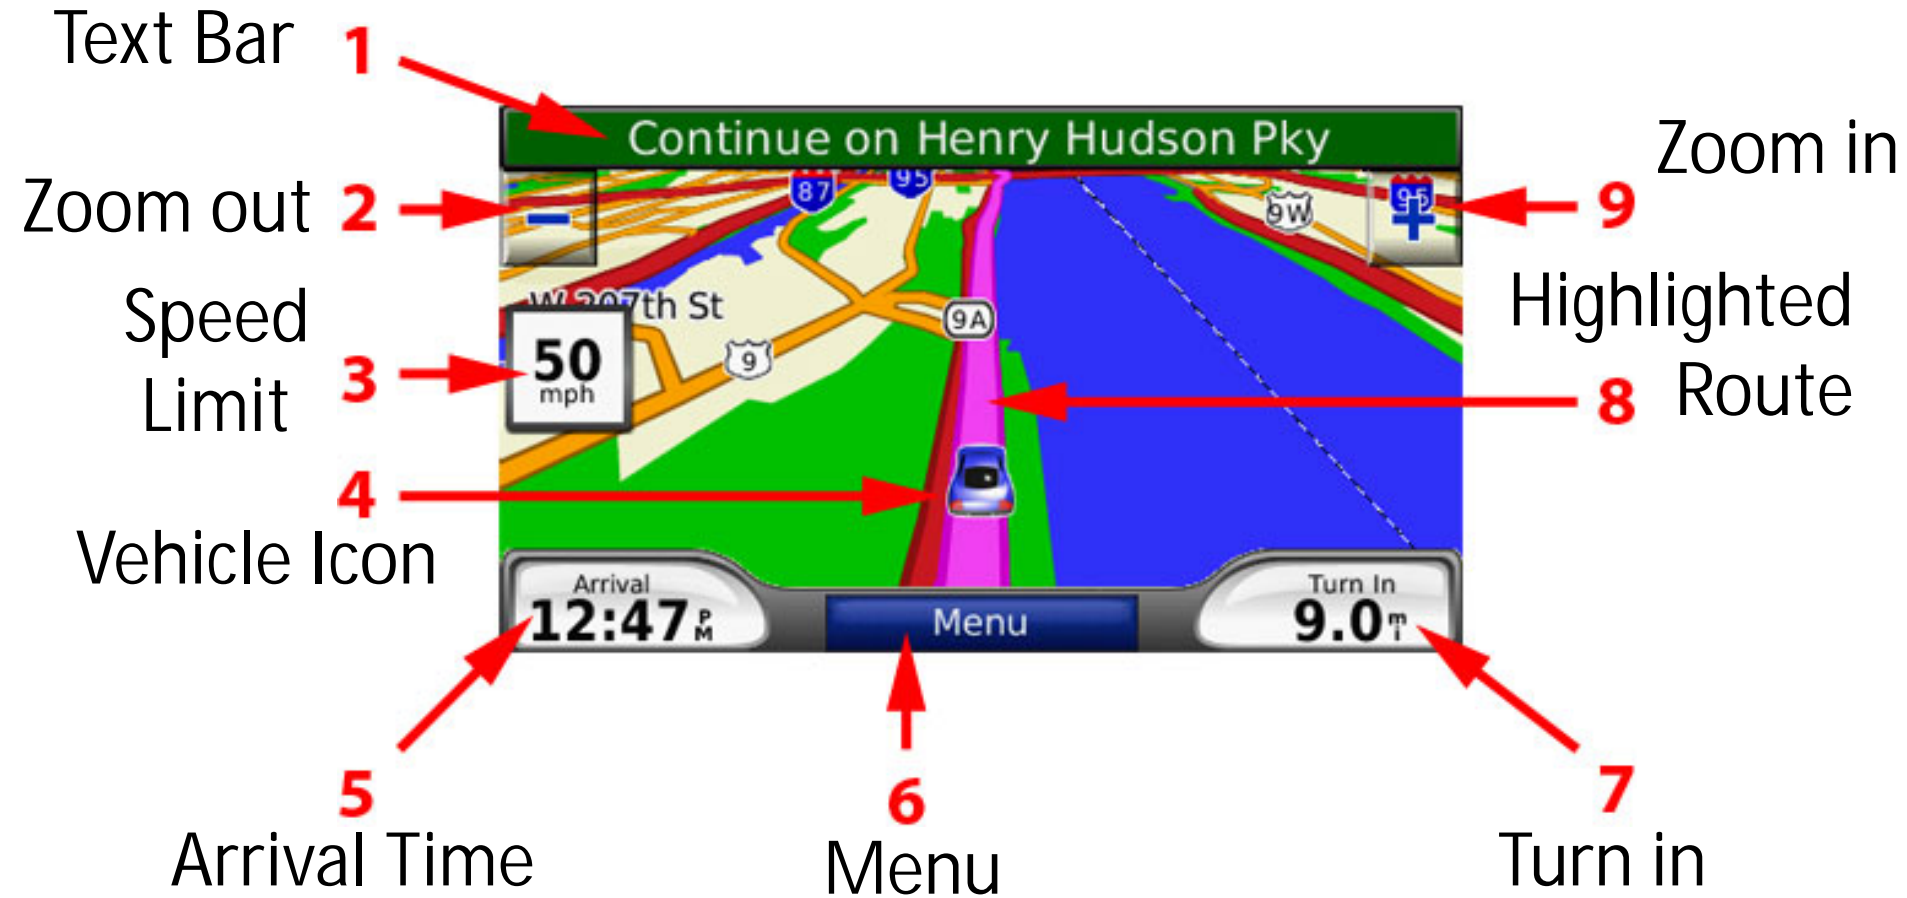 Text Bar 1
Continue on Henry Hudson Pky
Zoom in
Zoom out 2
87
95
9W
95
9
Speed
Limit
3
W 207th St
50
mph
9
9A
Highlighted
Route
8
4
Vehicle Icon
Arrival
12:47 PM
Menu
Turn In
9.0 mi
5
Arrival Time
6
Menu
7
Turn in